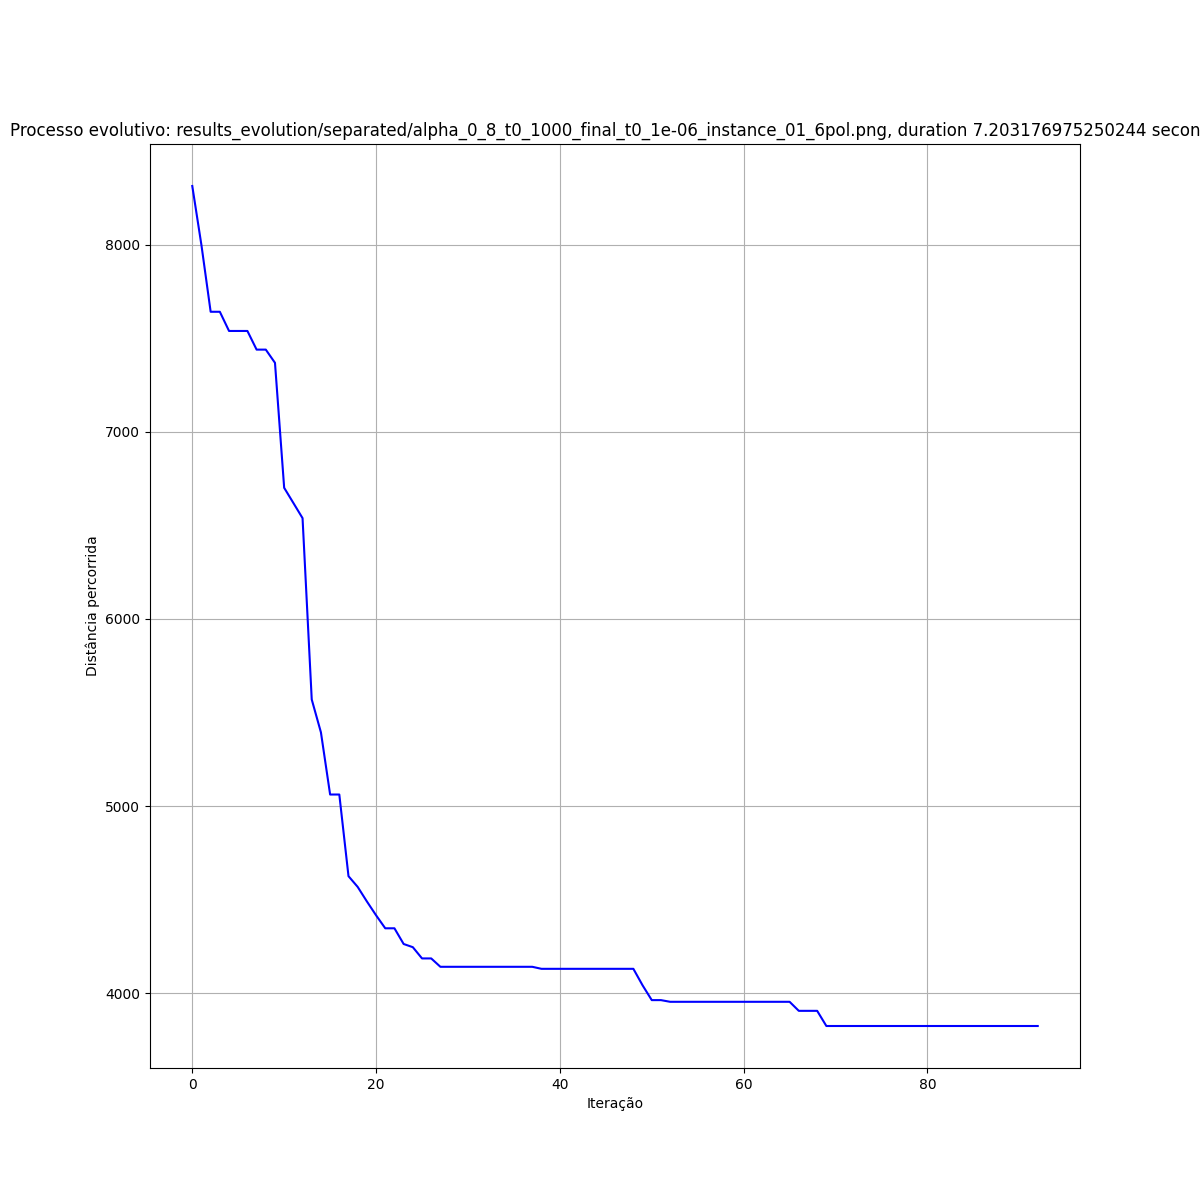 Processo evolutivo: results_evolution/separated/alpha_0_8_t0_1000_final_t0_1e-06_instance_01_6pol.png, duration 7.203176975250244 secon
8000
7000
6000
5000
4000
Distância percorrida
0 20 40 60 80
Iteração